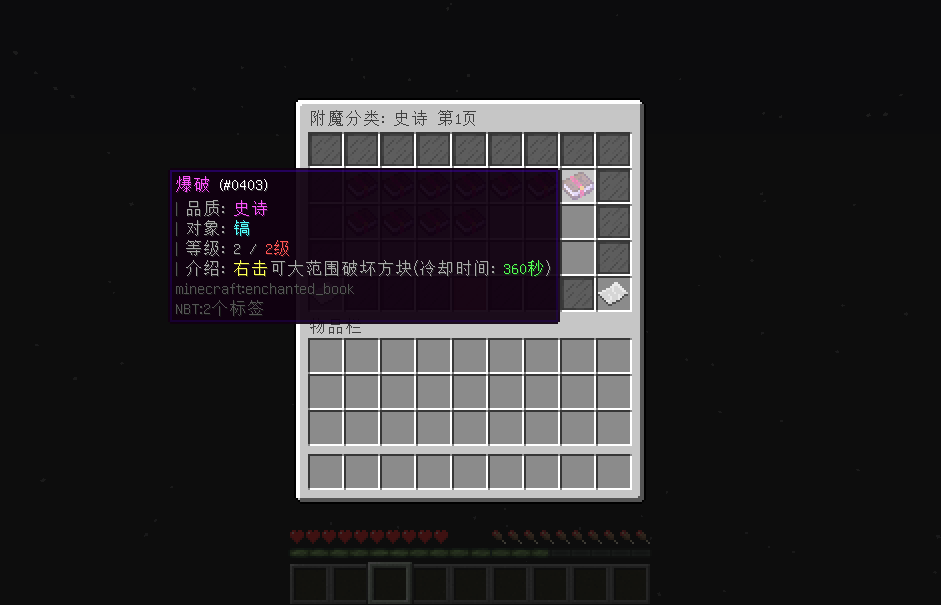 附魔分类: 史诗 第1页
爆破 (#0403)
| 品质: 史诗
| 对象: 镐
| 等级: 2 / 2级
| 介绍: 右击可大范围破坏方块(冷却时间: 360秒)
minecraft:enchanted_book
NBT:2个标签
物品栏